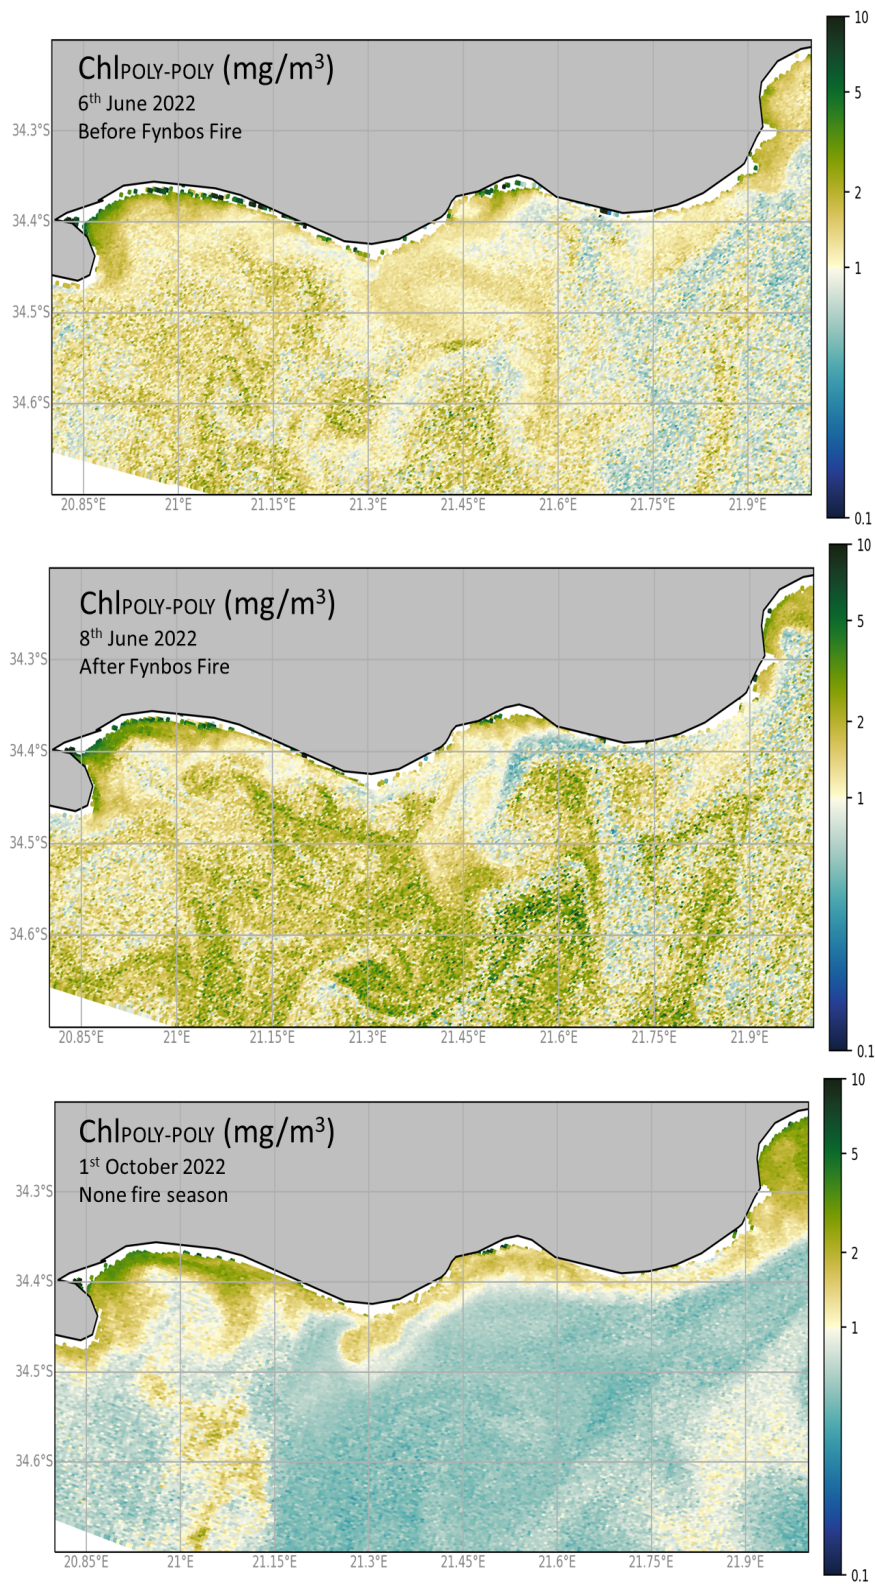 ChlPOLY-POLY (mg/m³)
6th June 2022
Before Fynbos Fire
34.3°S
34.4°S
34.5°S
34.6°S
20.85°E 21°E 21.15°E 21.3°E 21.45°E 21.6°E 21.75°E 21.9°E
10
5
2
1
0.1
ChlPOLY-POLY (mg/m³)
8th June 2022
After Fynbos Fire
34.3°S
34.4°S
34.5°S
34.6°S
20.85°E 21°E 21.15°E 21.3°E 21.45°E 21.6°E 21.75°E 21.9°E
10
5
2
1
0.1
ChlPOLY-POLY (mg/m³)
1st October 2022
None fire season
34.3°S
34.4°S
34.5°S
34.6°S
20.85°E 21°E 21.15°E 21.3°E 21.45°E 21.6°E 21.75°E 21.9°E
10
5
2
1
0.1